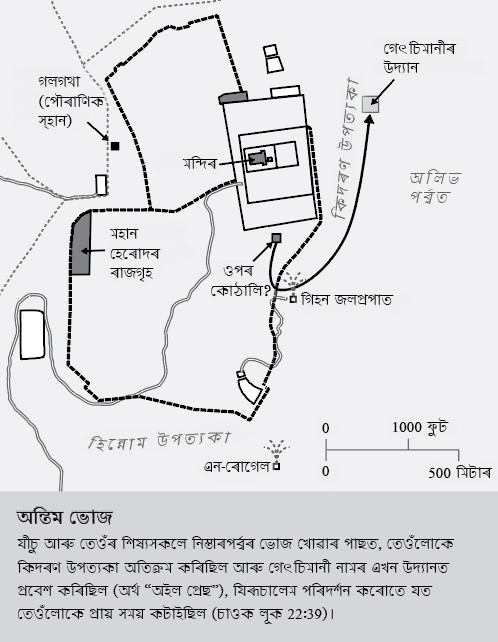 গেৎচিমানীৰ
উদ্যান
গলগথা
(পৌৰাণিক
স্হান)
কিদৰণ উপত্যকা
মন্দিৰ
অলিভ
পৰ্ব্বত
মহান
হেৰোদৰ
ৰাজগৃহ
ওপৰ
কোঠালি?
গিহন জলপ্ৰপাত
হিন্নোম উপত্যকা
এন-ৰোগেল
0 1000 ফুট
0 500 মিটাৰ
অন্তিম ভোজ
যীচু আৰু তেওঁৰ শিষ্যসকলে নিস্তাৰপৰ্ব্বৰ ভোজ খোৱাৰ পাছত, তেওঁলোকে
কিদৰণ উপত্যকা অতিক্ৰম কৰিছিল আৰু গেৎচিমানী নামৰ এখন উদ্যানত
প্ৰবেশ কৰিছিল (অৰ্থ “অইল প্ৰেছ”), যিৰূচালেম পৰিদৰ্শন কৰোতে যত
তেওঁলোকে প্ৰায় সময় কটাইছিল (চাওক লূক 22:39)।